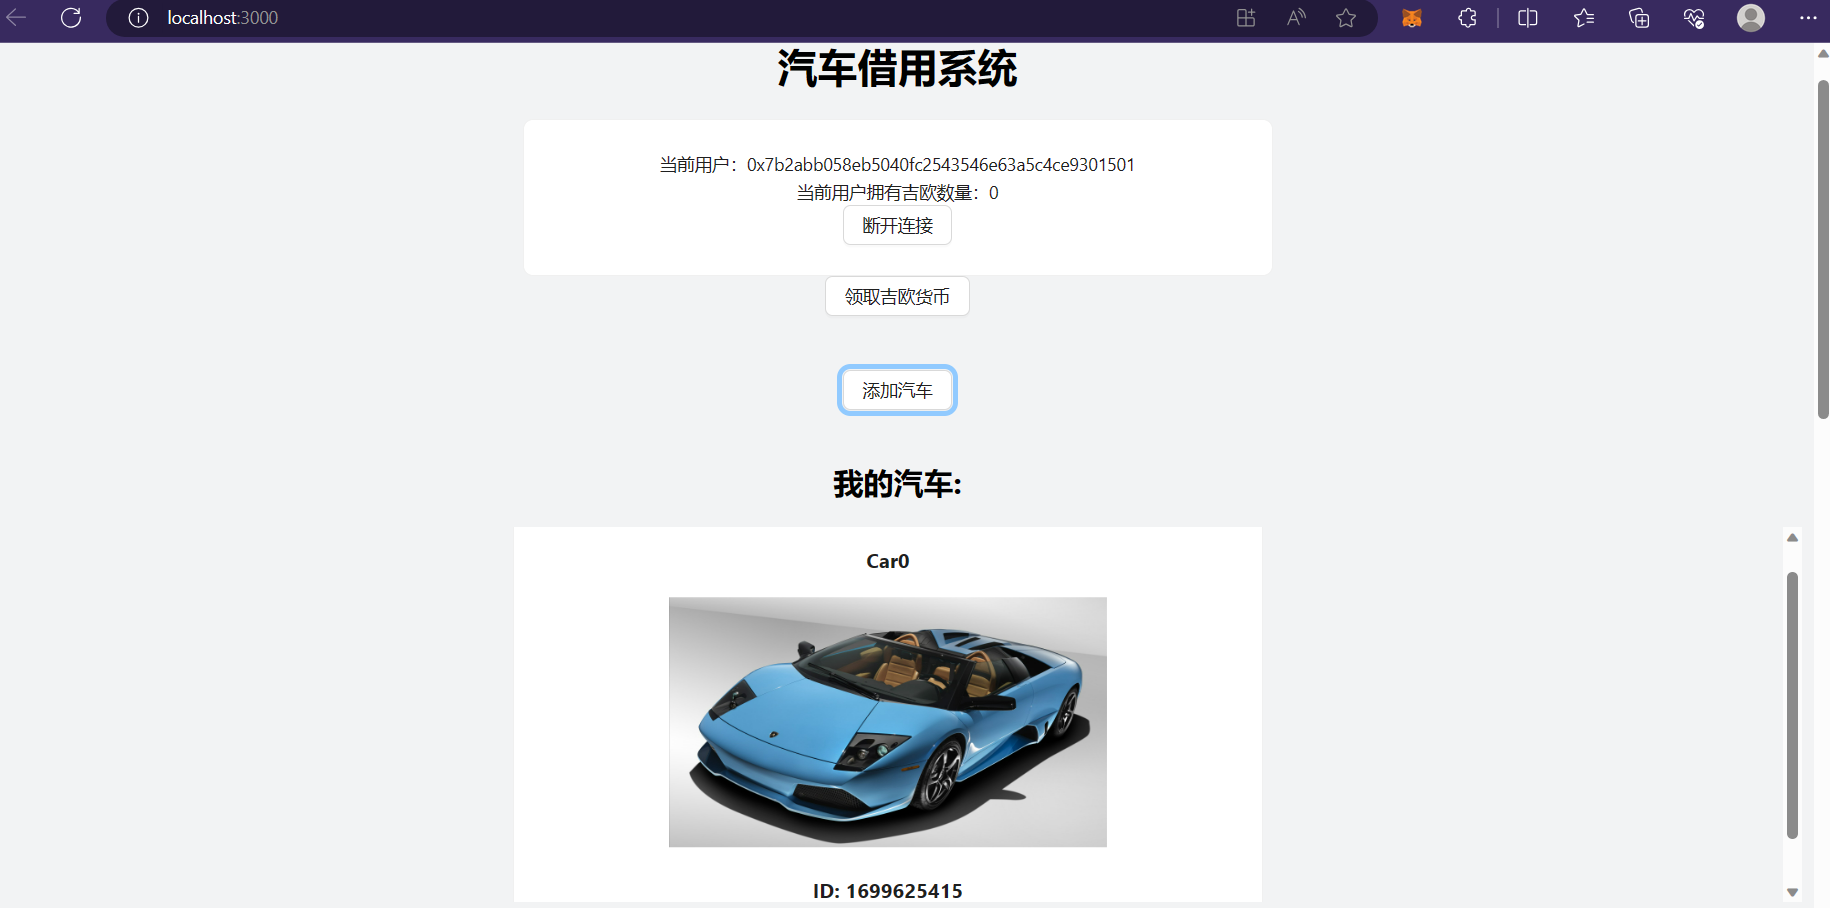 localhost:3000
汽车借用系统
当前用户：0x7b2abb058eb5040fc2543546e63a5c4ce9301501
当前用户拥有吉欧数量：0
断开连接
领取吉欧货币
添加汽车
我的汽车:
Car0
ID: 1699625415